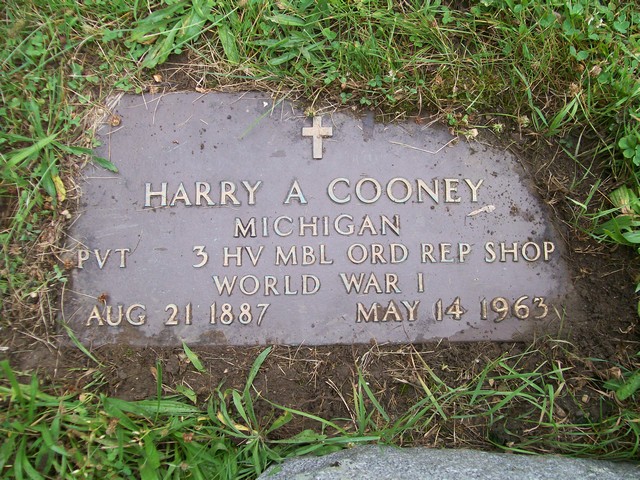 HARRY A COONEY
MICHIGAN
PVT 3 HV MBL ORD REP SHOP
WORLD WAR I
AUG 21 1887 MAY 14 1963